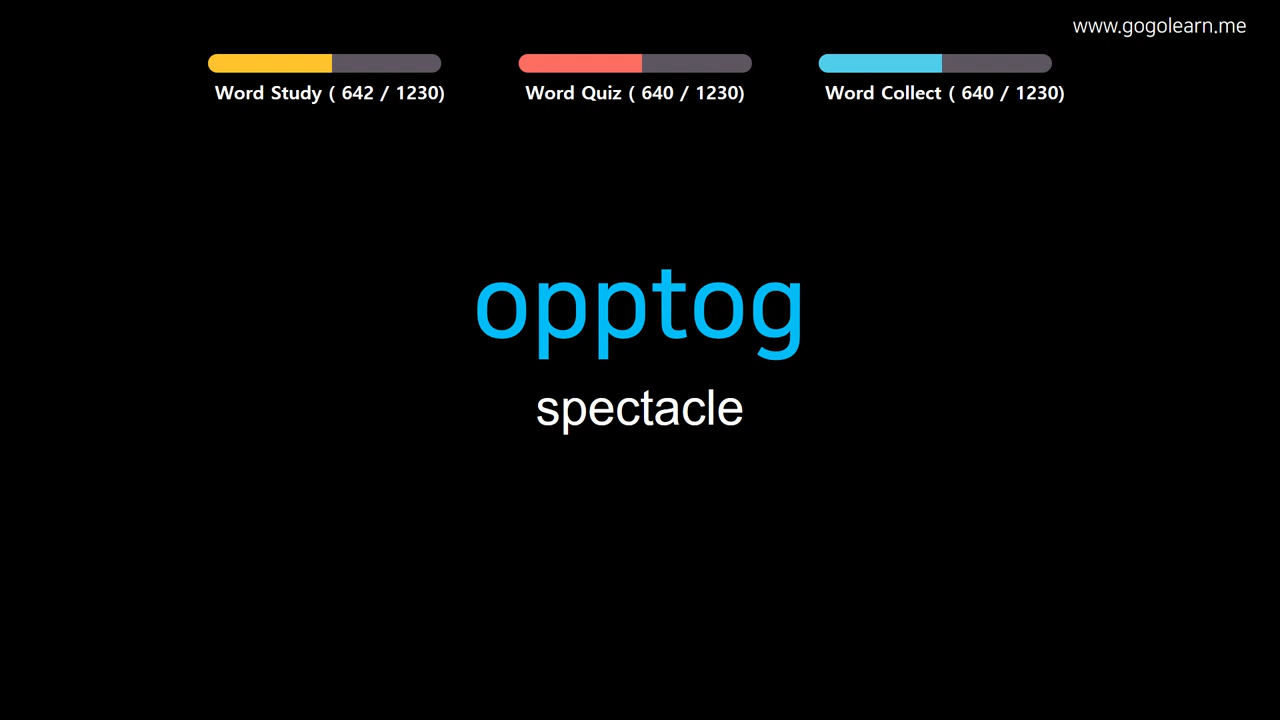 www.gogolearn.me
Word Study ( 642 / 1230)
Word Quiz ( 640 / 1230)
Word Collect ( 640 / 1230)
opptog
spectacle